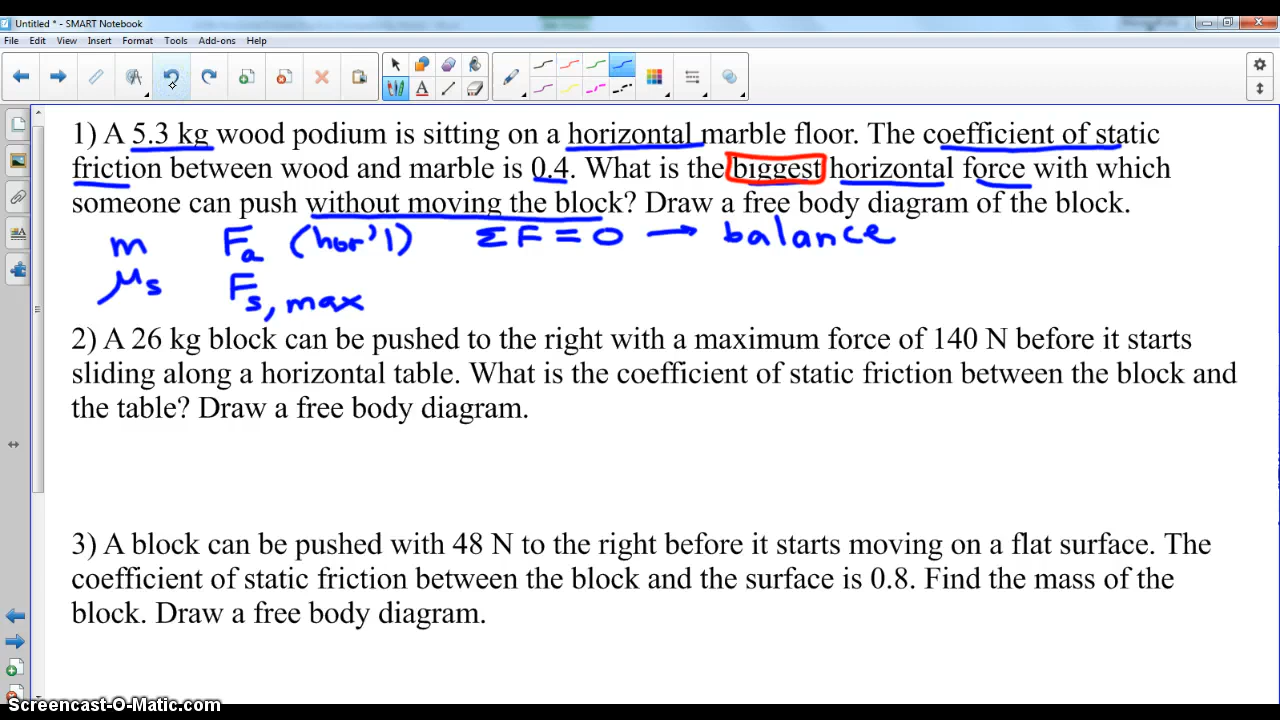 Untitled * - SMART Notebook
File Edit View Insert Format Tools Add-ons Help
1) A 5.3 kg wood podium is sitting on a horizontal marble floor. The coefficient of static
friction between wood and marble is 0.4. What is the biggest horizontal force with which
someone can push without moving the block? Draw a free body diagram of the block.
m Fa (hor'l) ΣF = 0 → balance
μs Fs, max
2) A 26 kg block can be pushed to the right with a maximum force of 140 N before it starts
sliding along a horizontal table. What is the coefficient of static friction between the block and
the table? Draw a free body diagram.
3) A block can be pushed with 48 N to the right before it starts moving on a flat surface. The
coefficient of static friction between the block and the surface is 0.8. Find the mass of the
block. Draw a free body diagram.
Screencast-O-Matic.com